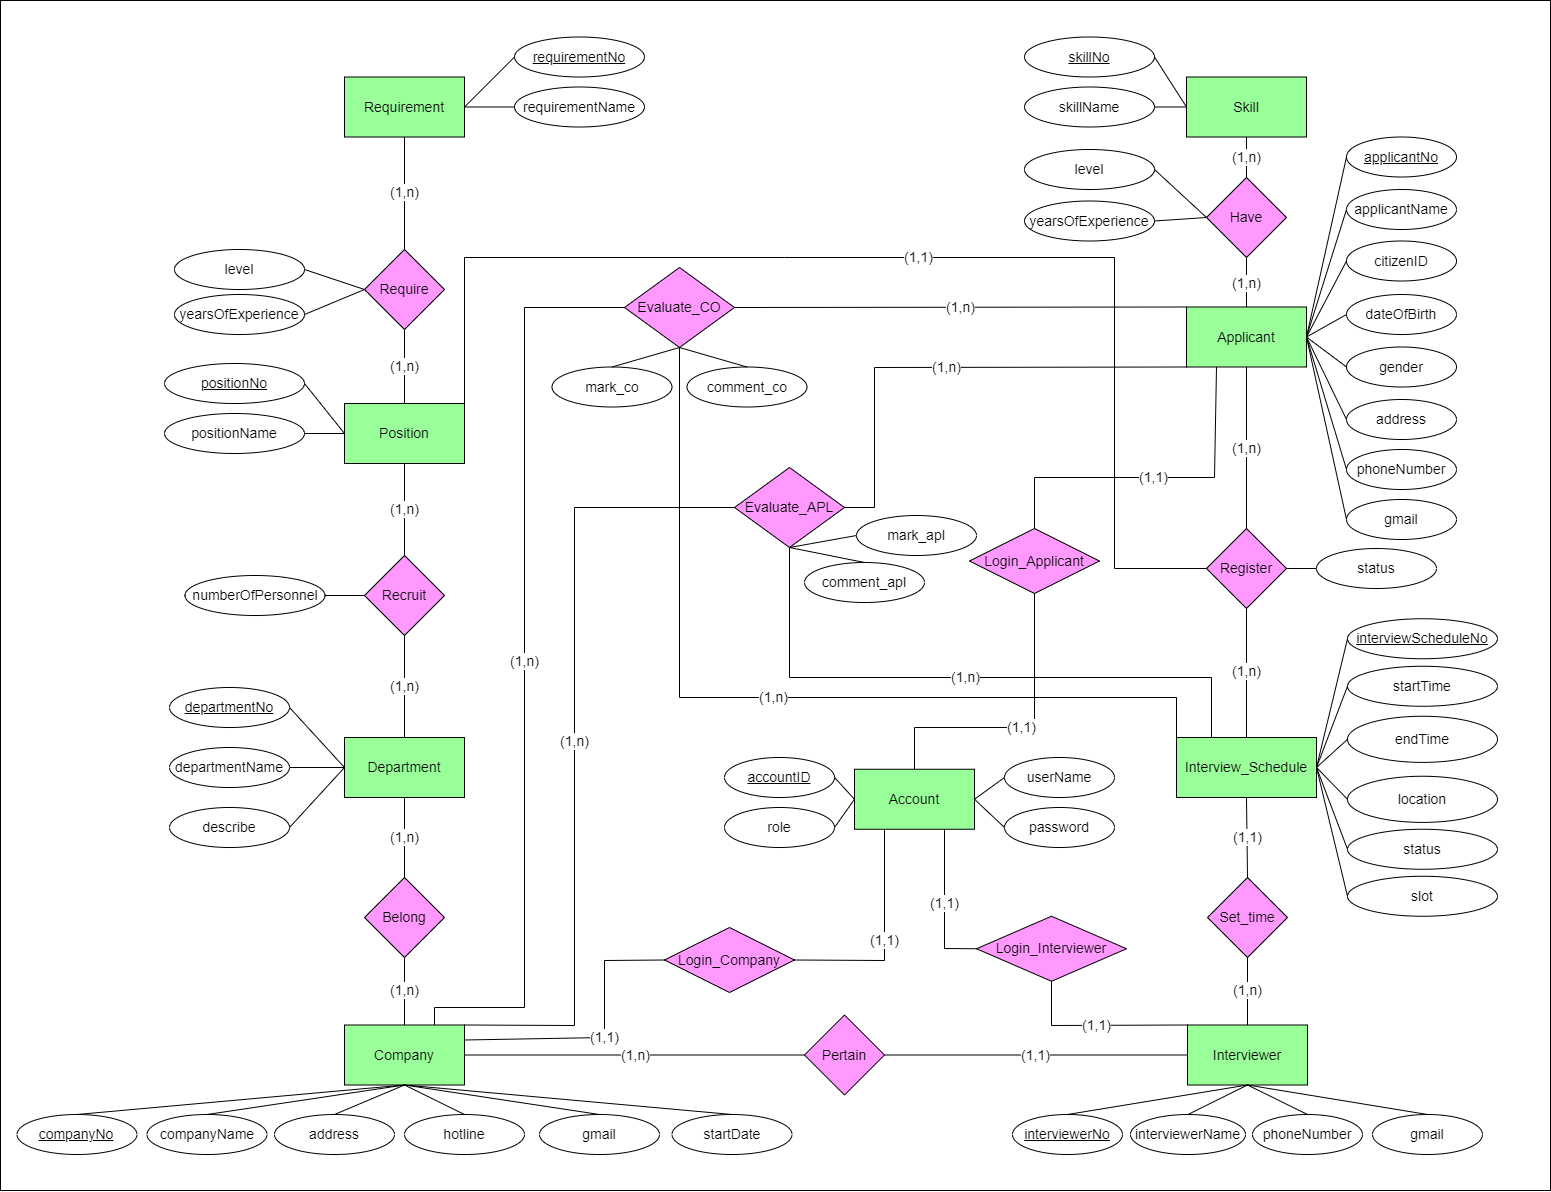 requirementNo
skillNo
Requirement
requirementName
skillName
Skill
(1,n)
applicantNo
level
(1,n)
applicantName
Have
yearsOfExperience
(1,1)
citizenID
level
(1,n)
Require
yearsOfExperience
Evaluate_CO
(1,n)
dateOfBirth
Applicant
(1,n)
(1,n)
gender
positionNo
mark_co
comment_co
address
positionName
Position
(1,n)
phoneNumber
(1,1)
(1,n)
Evaluate_APL
gmail
mark_apl
Login_Applicant
Register
status
comment_apl
numberOfPersonnel
Recruit
interviewScheduleNo
(1,n)
(1,n)
(1,n)
(1,n)
startTime
(1,n)
departmentNo
(1,1)
(1,n)
endTime
departmentName
Department
Interview_Schedule
accountID
userName
Account
location
describe
role
password
(1,n)
(1,1)
status
slot
(1,1)
Belong
Set_time
(1,1)
Login_Interviewer
Login_Company
(1,n)
(1,n)
(1,1)
(1,1)
Company
(1,n)
Pertain
(1,1)
Interviewer
companyNo
companyName
address
hotline
gmail
startDate
interviewerNo
interviewerName
phoneNumber
gmail